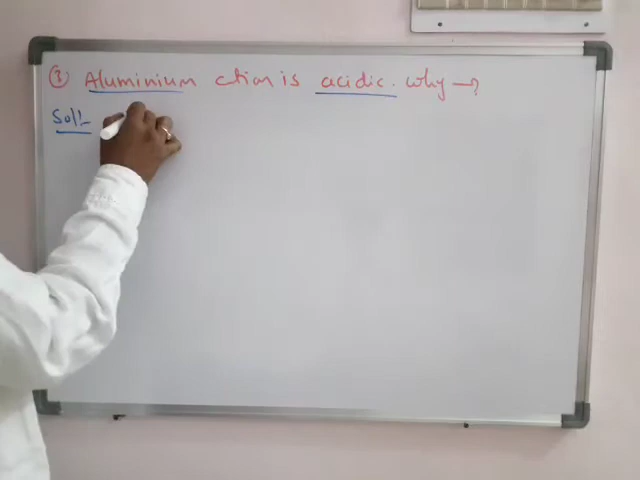 ③ Aluminium ction is acidic. why →?
Sol:-